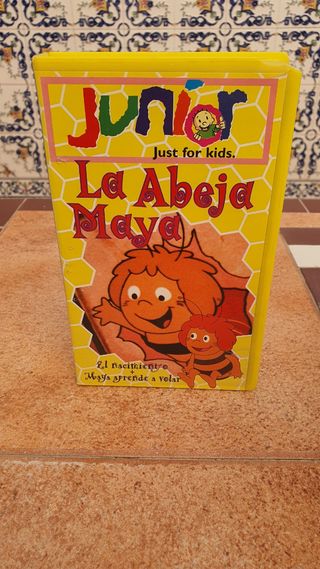 Junior
Just for kids.
La Abeja
Maya
El nacimiento
+
Maya aprende a volar